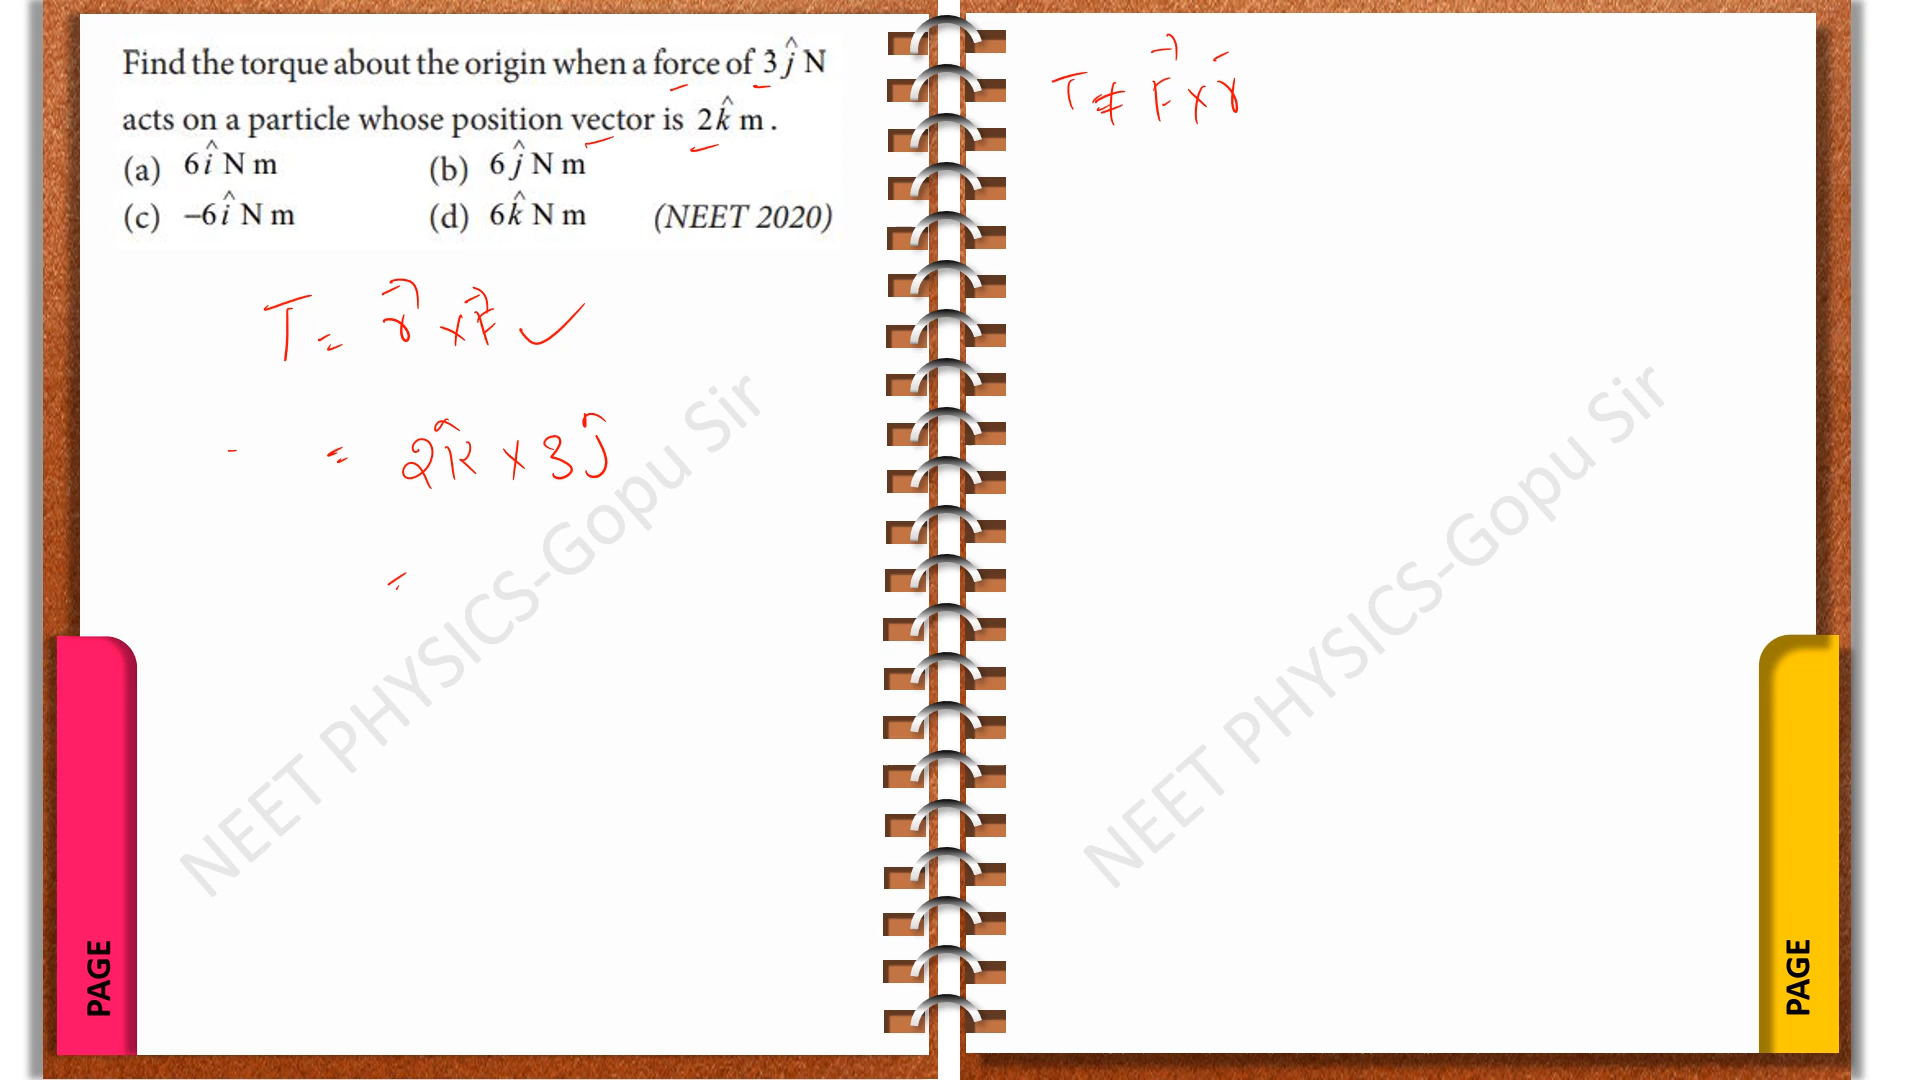 Find the torque about the origin when a force of 3ĵ N
acts on a particle whose position vector is 2k̂ m.
(a) 6î N m (b) 6ĵ N m
(c) –6î N m (d) 6k̂ N m (NEET 2020)
T = r⃗ × F⃗ ✓
= 2k̂ × 3ĵ
=
T ≠ F⃗ × r⃗
NEET PHYSICS-Gopu Sir
NEET PHYSICS-Gopu Sir
PAGE
PAGE